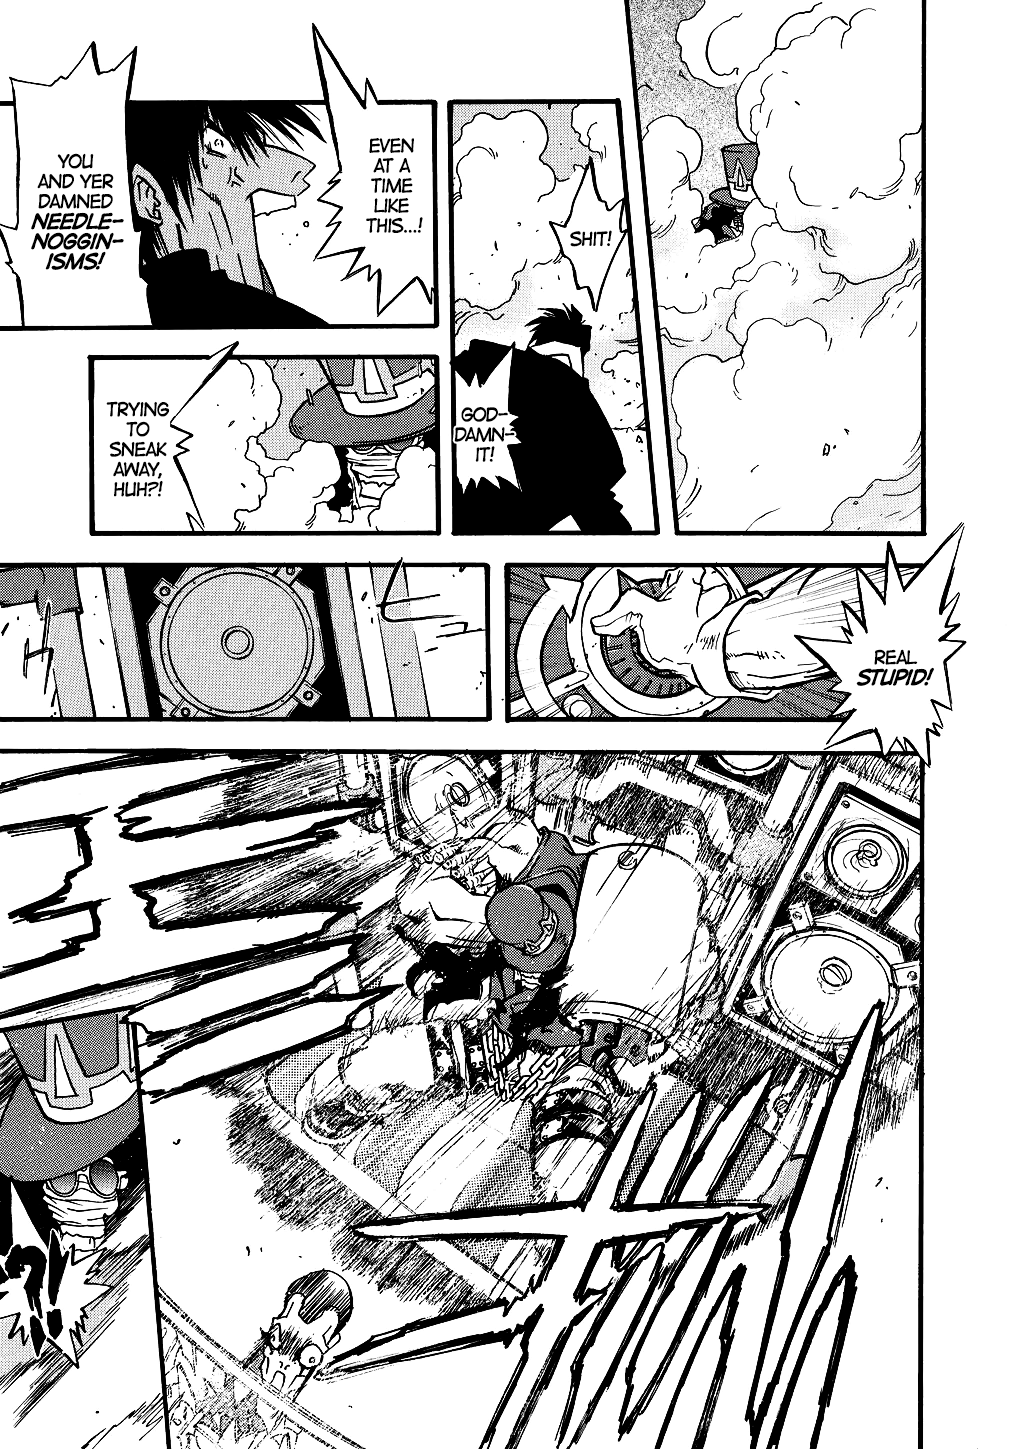 SHIT!
GOD-
DAMN-
IT!
EVEN
AT A
TIME
LIKE
THIS...!
YOU
AND YER
DAMNED
NEEDLE-
NOGGIN-
ISMS!
TRYING
TO
SNEAK
AWAY,
HUH?!
REAL
STUPID!
?!!